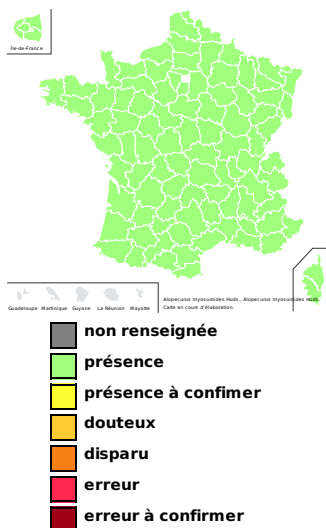 Île-de-France
Guadeloupe Martinique Guyane La Réunion Mayotte
Alopecurus myosuroides Huds., Alopecurus myosuroides Huds.
Carte en cours d'élaboration.
non renseignée
présence
présence à confimer
douteux
disparu
erreur
erreur à confirmer